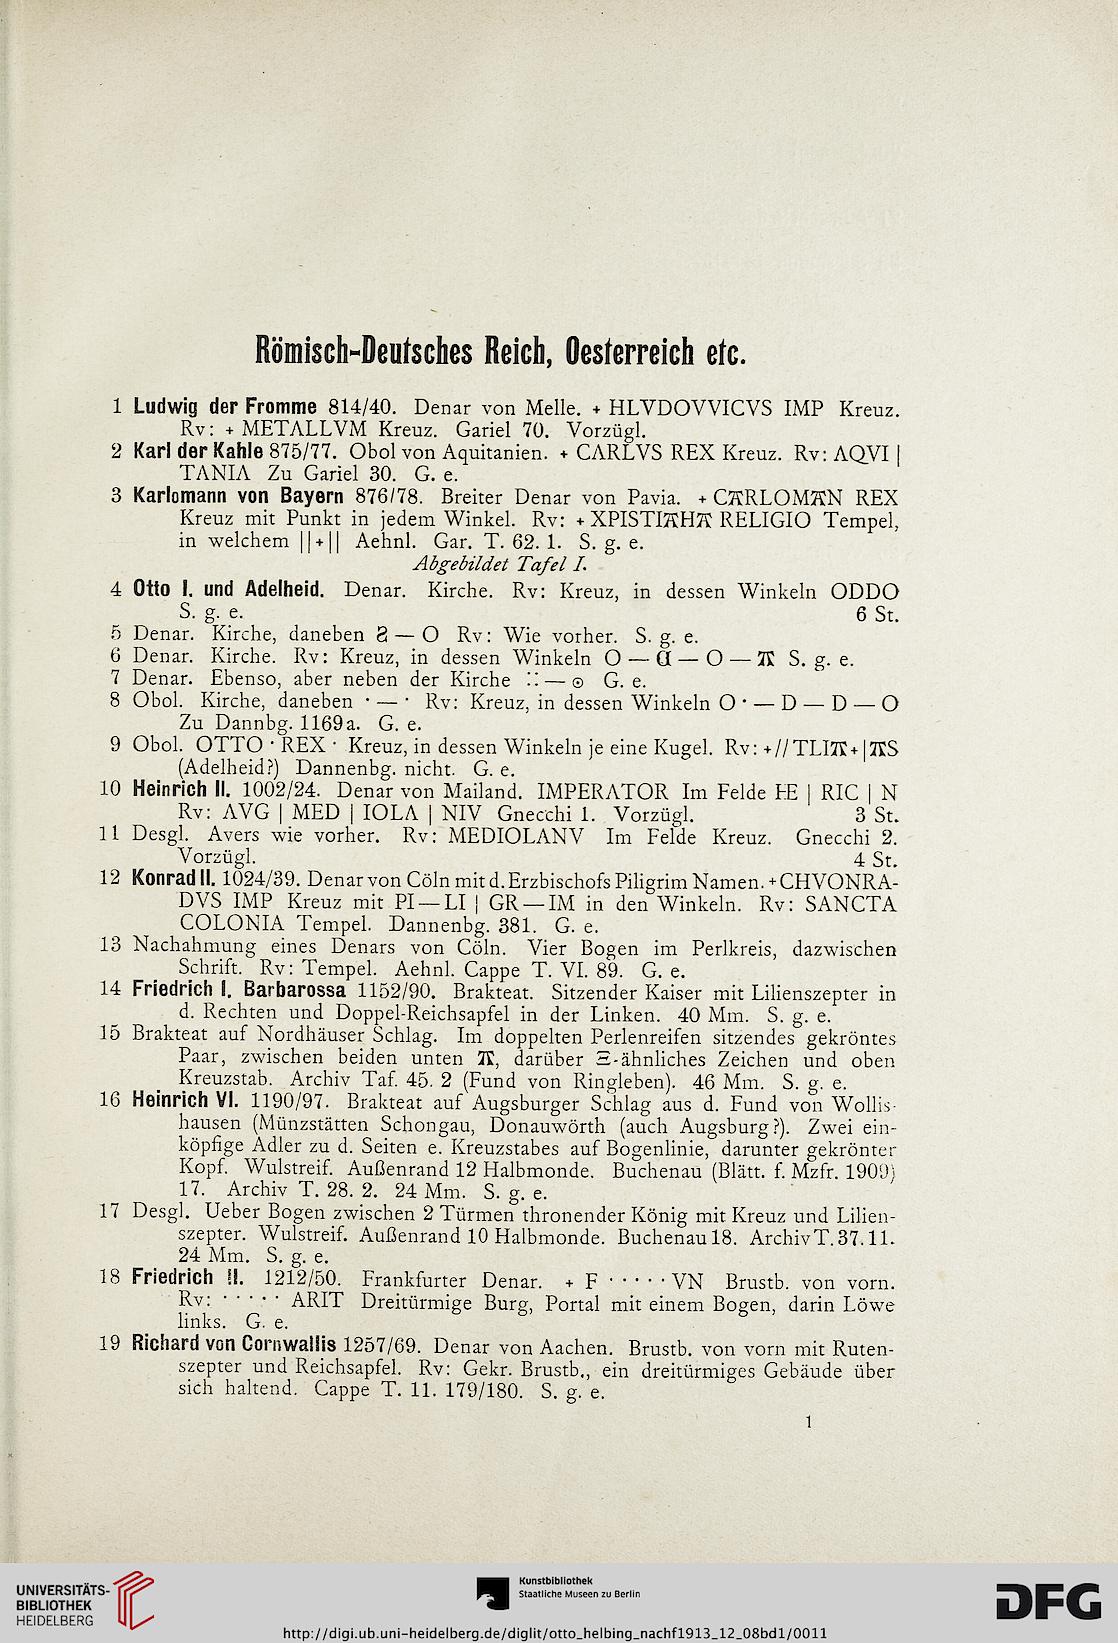 Römisch-Deutsches Reich, Oesterreich etc.
1 Ludwig der Fromme 814/40. Denar von Melle. + HLVDOVVICVS IMP Kreuz.
Rv: + METALLVM Kreuz. Gariel 70. Vorzügl.
2 Karl der Kahle 875/77. Obol von Aquitanien. + CARLVS REX Kreuz. Rv: AQVI |
TANIA Zu Gariel 30. G. e.
3 Karlomann von Bayern 876/78. Breiter Denar von Pavia. + CARLOMAN REX
Kreuz mit Punkt in jedem Winkel. Rv: + XPISTIAHA RELIGIO Tempel,
in welchem ||+|| Aehnl. Gar. T. 62. 1. S. g. e.
Abgebildet Tafel I.
4 Otto I. und Adelheid. Denar. Kirche. Rv: Kreuz, in dessen Winkeln ODDO
S. g. e. 6 St.
5 Denar. Kirche, daneben — O Rv: Wie vorher. S. g. e.
6 Denar. Kirche. Rv: Kreuz, in dessen Winkeln O — — O — A S. g. e.
7 Denar. Ebenso, aber neben der Kirche :: — ⊙ G. e.
8 Obol. Kirche, daneben · — · Rv: Kreuz, in dessen Winkeln O · — D — D — O
Zu Dannbg. 1169a. G. e.
9 Obol. OTTO · REX · Kreuz, in dessen Winkeln je eine Kugel. Rv: +//TLIA+|AS
(Adelheid?) Dannenbg. nicht. G. e.
10 Heinrich II. 1002/24. Denar von Mailand. IMPERATOR Im Felde HE | RIC | N
Rv: AVG | MED | IOLA | NIV Gnecchi 1. Vorzügl. 3 St.
11 Desgl. Avers wie vorher. Rv: MEDIOLANV Im Felde Kreuz. Gnecchi 2.
Vorzügl. 4 St.
12 Konrad II. 1024/39. Denar von Cöln mit d. Erzbischofs Piligrim Namen. + CHVONRA-
DVS IMP Kreuz mit PI — LI | GR — IM in den Winkeln. Rv: SANCTA
COLONIA Tempel. Dannenbg. 381. G. e.
13 Nachahmung eines Denars von Cöln. Vier Bogen im Perlkreis, dazwischen
Schrift. Rv: Tempel. Aehnl. Cappe T. VI. 89. G. e.
14 Friedrich I. Barbarossa 1152/90. Brakteat. Sitzender Kaiser mit Lilienszepter in
d. Rechten und Doppel-Reichsapfel in der Linken. 40 Mm. S. g. e.
15 Brakteat auf Nordhäuser Schlag. Im doppelten Perlenreifen sitzendes gekröntes
Paar, zwischen beiden unten A, darüber Ξ-ähnliches Zeichen und oben
Kreuzstab. Archiv Taf. 45. 2 (Fund von Ringleben). 46 Mm. S. g. e.
16 Heinrich VI. 1190/97. Brakteat auf Augsburger Schlag aus d. Fund von Wollis-
hausen (Münzstätten Schongau, Donauwörth (auch Augsburg?). Zwei ein-
köpfige Adler zu d. Seiten e. Kreuzstabes auf Bogenlinie, darunter gekrönter
Kopf. Wulstreif. Außenrand 12 Halbmonde. Buchenau (Blätt. f. Mzfr. 1909)
17. Archiv T. 28. 2. 24 Mm. S. g. e.
17 Desgl. Ueber Bogen zwischen 2 Türmen thronender König mit Kreuz und Lilien-
szepter. Wulstreif. Außenrand 10 Halbmonde. Buchenau 18. Archiv T. 37. 11.
24 Mm. S. g. e.
18 Friedrich II. 1212/50. Frankfurter Denar. + F · · · · · VN Brustb. von vorn.
Rv: · · · · · ARIT Dreitürmige Burg, Portal mit einem Bogen, darin Löwe
links. G. e.
19 Richard von Cornwallis 1257/69. Denar von Aachen. Brustb. von vorn mit Ruten-
szepter und Reichsapfel. Rv: Gekr. Brustb., ein dreitürmiges Gebäude über
sich haltend. Cappe T. 11. 179/180. S. g. e.
1
UNIVERSITÄTS-
BIBLIOTHEK
HEIDELBERG
Kunstbibliothek
Staatliche Museen zu Berlin
DFG
http://digi.ub.uni-heidelberg.de/diglit/otto_helbing_nachf1913_12_08bd1/0011